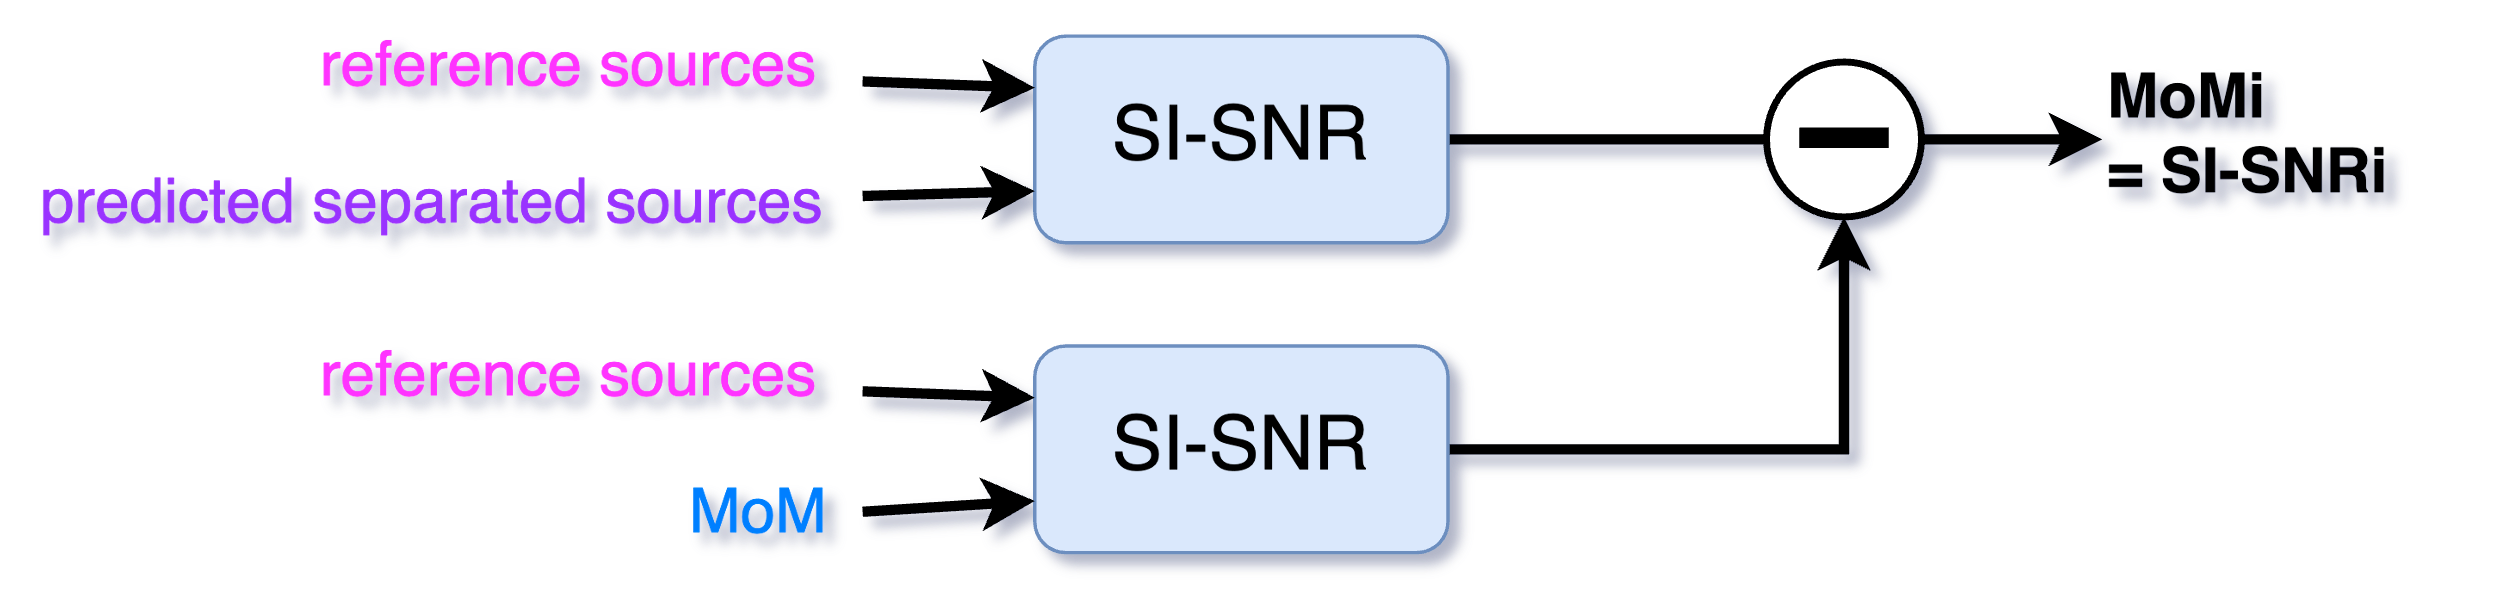 reference sources
predicted separated sources
SI-SNR
MoMi
= SI-SNRi
reference sources
MoM
SI-SNR